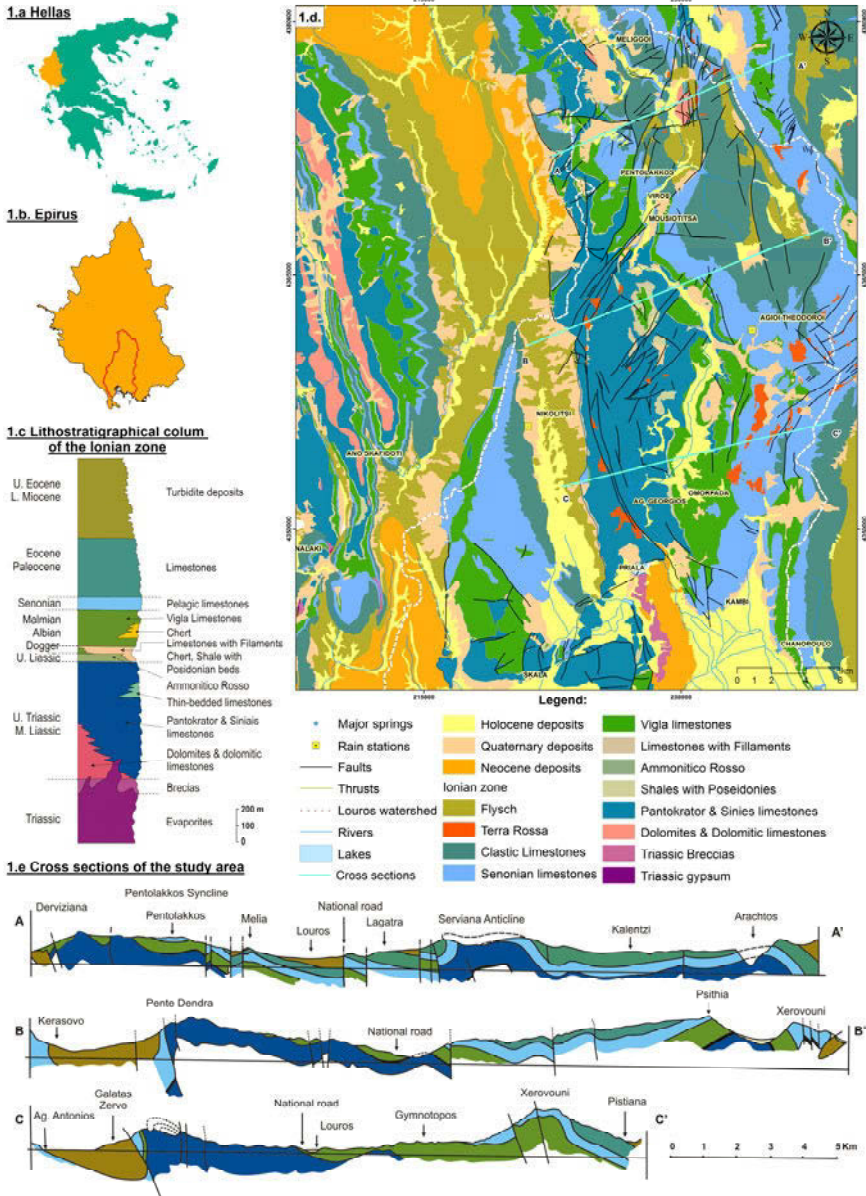 1.a Hellas
1.b. Epirus
1.c Lithostratigraphical colum
of the Ionian zone
U. Eocene
L. Miocene
Turbidite deposits
Eocene
Paleocene
Limestones
Senonian
Pelagic limestones
Malmian
Vigla Limestones
Albian
Chert
Dogger
Limestones with Filaments
U. Liessic
Chert, Shale with
Posidonian beds
Ammonitico Rosso
Thin-bedded limestones
U. Triassic
M. Liassic
Pantokrator & Siniais
limestones
Dolomites & dolomitic
limestones
Brecias
Triassic
Evaporites
200 m
100
0
1.d.
215000
4380000
4365000
4350000
N
W
E
S
MELIGGOI
A'
A
PENTOLAKKOS
VIROS
MOUSIOTITSA
B'
AGIOI THEODOROI
B
NIKOLITSI
ANO SKAFIDOTI
C'
C
OMORFADA
AG. GEORGIOS
NALAKI
PRIALA
KAMBI
CHANOPOULO
SKALA
0 1 2 4 6
Km
215000
230000
Legend:
Major springs
Rain stations
Faults
Thrusts
Louros watershed
Rivers
Lakes
Cross sections
Holocene deposits
Quaternary deposits
Neocene deposits
Ionian zone
Flysch
Terra Rossa
Clastic Limestones
Senonian limestones
Vigla limestones
Limestones with Fillaments
Ammonitico Rosso
Shales with Poseidonies
Pantokrator & Sinies limestones
Dolomites & Dolomitic limestones
Triassic Breccias
Triassic gypsum
1.e Cross sections of the study area
A
Derviziana
Pentolakkos Syncline
Pentolakkos
Melia
Louros
National road
Lagatra
Serviana Anticline
Kalentzi
Arachtos
A'
B
Kerasovo
Pente Dendra
National road
Psithia
Xerovouni
B'
C
Ag. Antonios
Galatas
Zervo
National road
Louros
Gymnotopos
Xerovouni
Pistiana
C'
0 1 2 3 4 5 Km